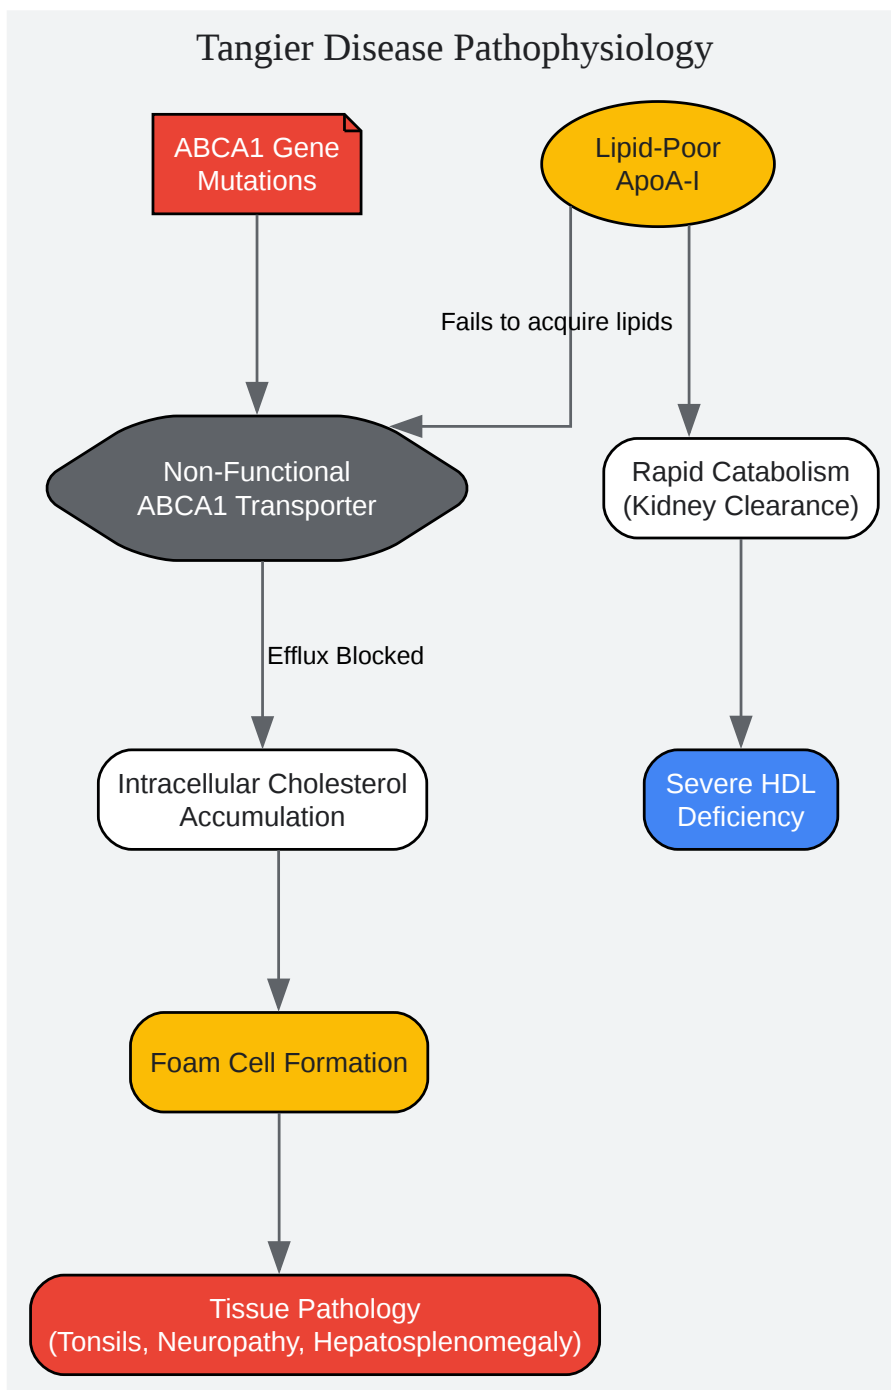 Tangier Disease Pathophysiology
ABCA1 Gene
Mutations
Lipid-Poor
ApoA-I
Fails to acquire lipids
Non-Functional
ABCA1 Transporter
Rapid Catabolism
(Kidney Clearance)
Efflux Blocked
Intracellular Cholesterol
Accumulation
Severe HDL
Deficiency
Foam Cell Formation
Tissue Pathology
(Tonsils, Neuropathy, Hepatosplenomegaly)